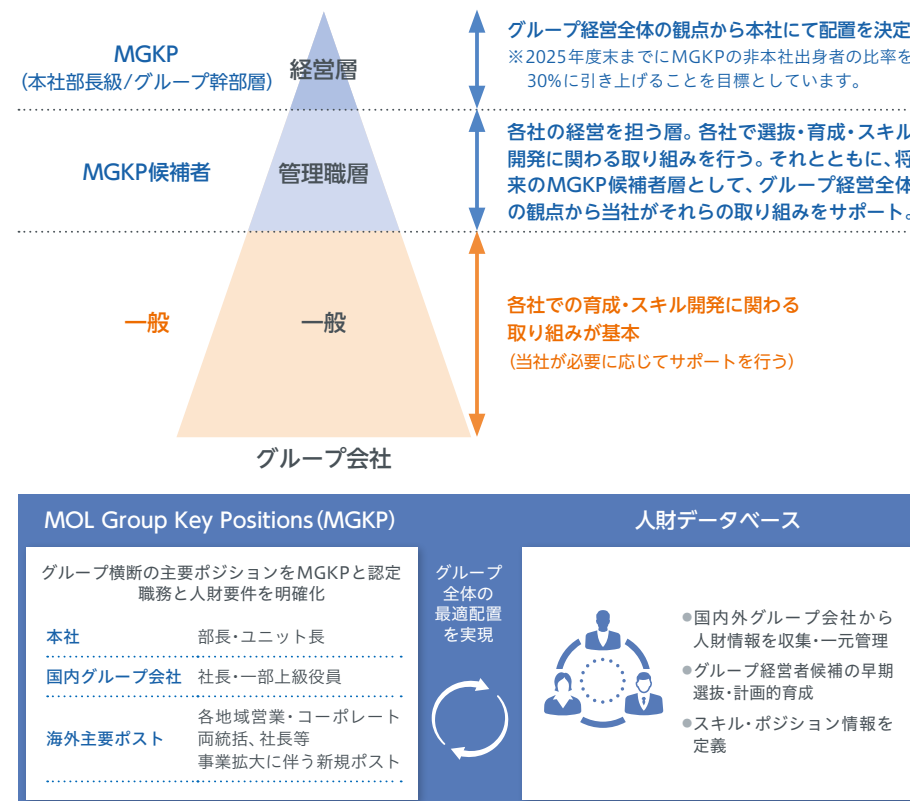 MGKP
(本社部長級/グループ幹部層)
経営層
グループ経営全体の観点から本社にて配置を決定
※2025年度末までにMGKPの非本社出身者の比率を
30%に引き上げることを目標としています。
MGKP候補者
管理職層
各社の経営を担う層。各社で選抜・育成・スキル
開発に関わる取り組みを行う。それとともに、将
来のMGKP候補者層として、グループ経営全体
の観点から当社がそれらの取り組みをサポート。
一般
一般
各社での育成・スキル開発に関わる
取り組みが基本
(当社が必要に応じてサポートを行う)
グループ会社
MOL Group Key Positions(MGKP)
グループ横断の主要ポジションをMGKPと認定
職務と人財要件を明確化
本社 部長・ユニット長
国内グループ会社 社長・一部上級役員
海外主要ポスト
各地域営業・コーポレート
両統括、社長等
事業拡大に伴う新規ポスト
グループ
全体の
最適配置
を実現
人財データベース
●国内外グループ会社から
人財情報を収集・一元管理
●グループ経営者候補の早期
選抜・計画的育成
●スキル・ポジション情報を
定義